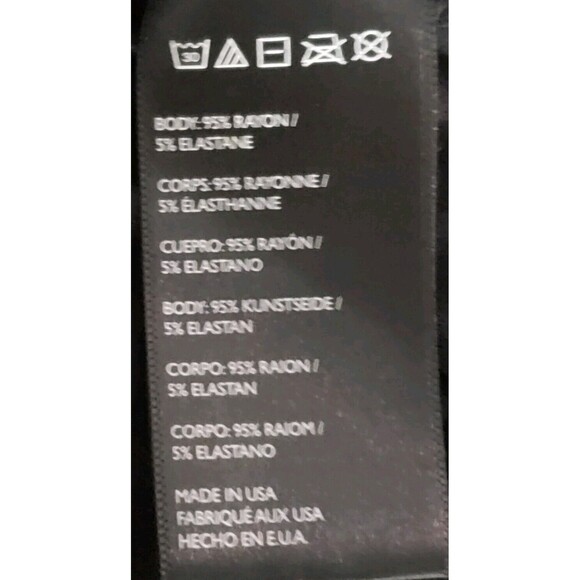 30
BODY: 95% RAYON /
5% ELASTANE
CORPS: 95% RAYONNE /
5% ÉLASTHANNE
CUEPRO: 95% RAYÓN /
5% ELASTANO
BODY: 95% KUNSTSEIDE /
5% ELASTAN
CORPO: 95% RAION /
5% ELASTAN
CORPO: 95% RAIOM /
5% ELASTANO
MADE IN USA
FABRIQUÉ AUX USA
HECHO EN E.U.A.